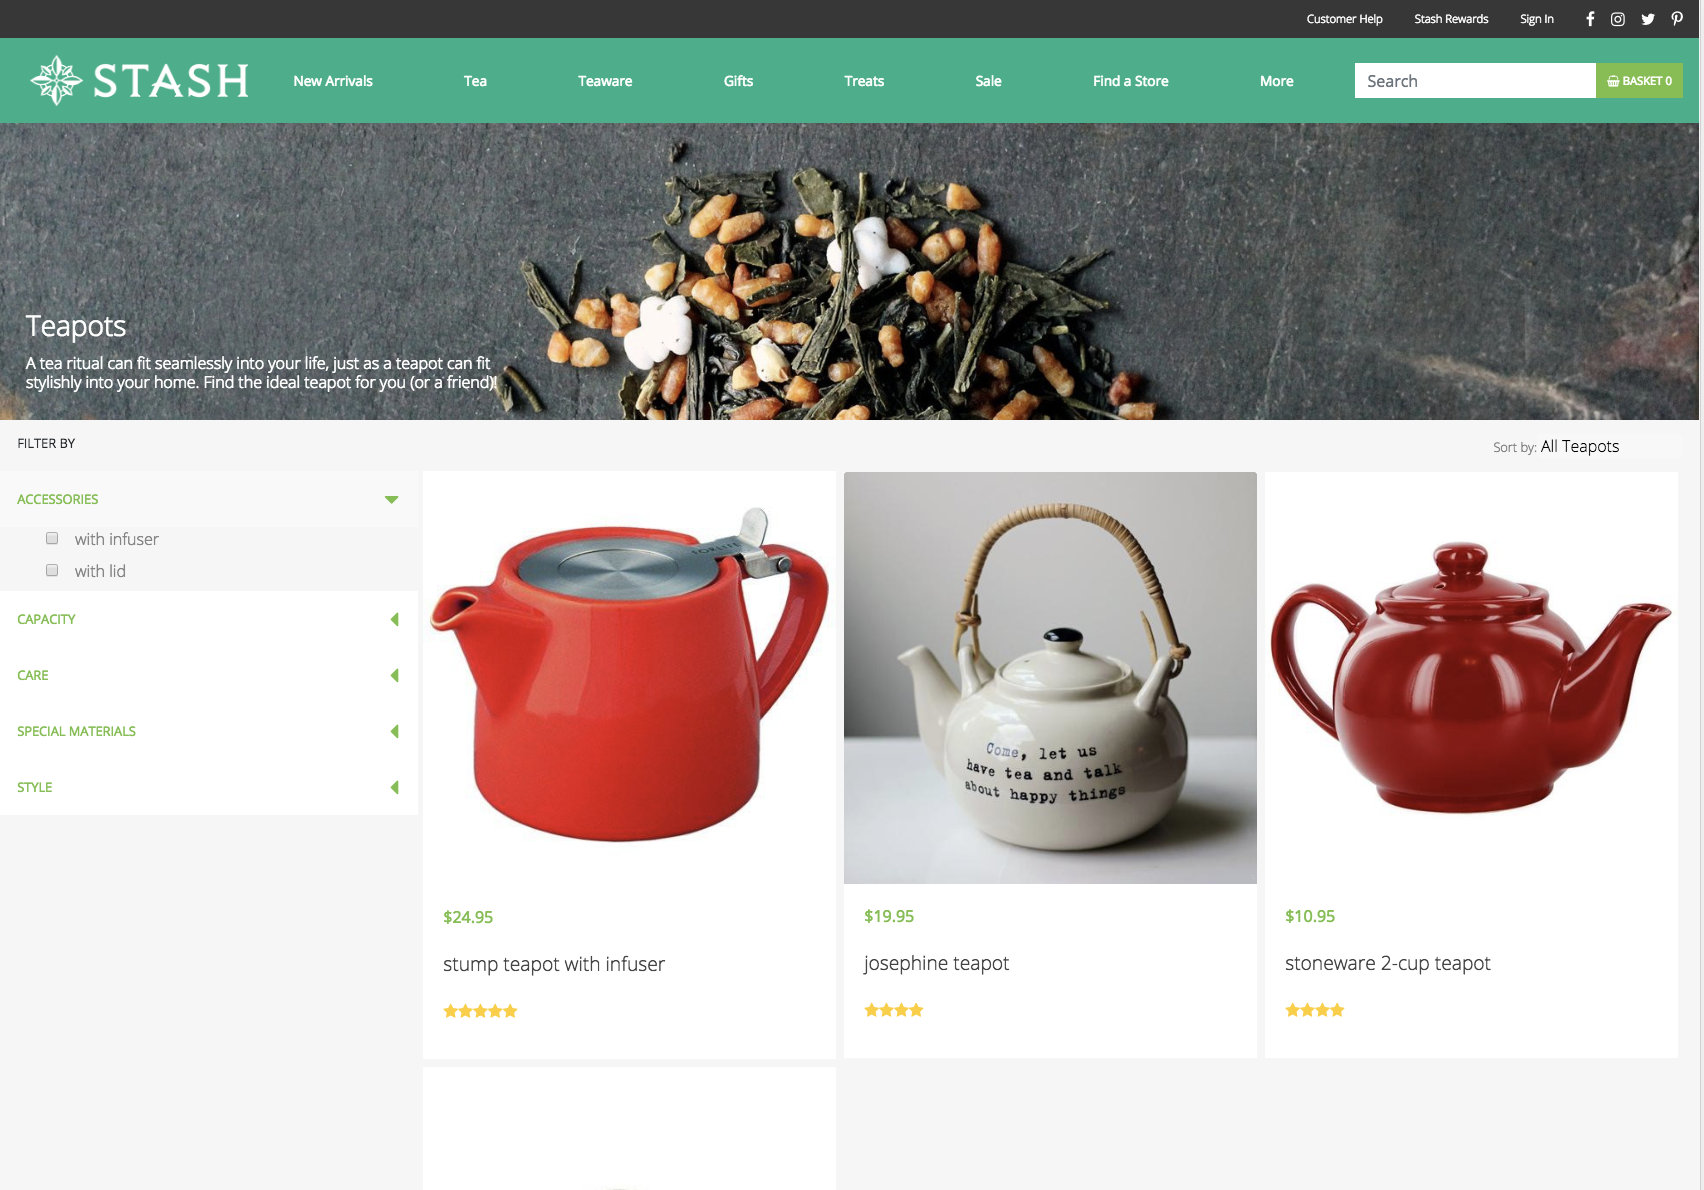 Customer Help
Stash Rewards
Sign In
STASH
New Arrivals
Tea
Teaware
Gifts
Treats
Sale
Find a Store
More
Search
BASKET 0
Teapots
A tea ritual can fit seamlessly into your life, just as a teapot can fit
stylishly into your home. Find the ideal teapot for you (or a friend)!
FILTER BY
Sort by: All Teapots
ACCESSORIES
with infuser
with lid
CAPACITY
CARE
SPECIAL MATERIALS
STYLE
FORLIFE
Come, let us
have tea and talk
about happy things
$24.95
stump teapot with infuser
$19.95
josephine teapot
$10.95
stoneware 2-cup teapot